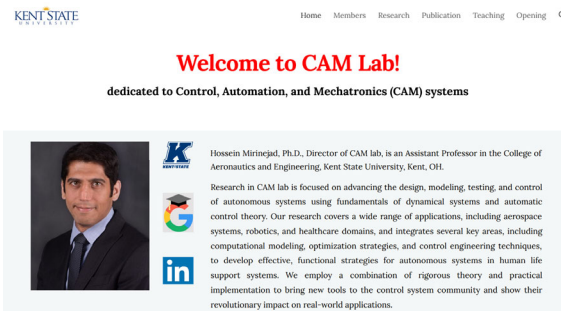 KENT STATE
UNIVERSITY
Home Members Research Publication Teaching Opening
Welcome to CAM Lab!
dedicated to Control, Automation, and Mechatronics (CAM) systems
KENT STATE
Hossein Mirinejad, Ph.D., Director of CAM lab, is an Assistant Professor in the College of
Aeronautics and Engineering, Kent State University, Kent, OH.
Research in CAM lab is focused on advancing the design, modeling, testing, and control
of autonomous systems using fundamentals of dynamical systems and automatic
control theory. Our research covers a wide range of applications, including aerospace
systems, robotics, and healthcare domains, and integrates several key areas, including
computational modeling, optimization strategies, and control engineering techniques,
to develop effective, functional strategies for autonomous systems in human life
support systems. We employ a combination of rigorous theory and practical
implementation to bring new tools to the control system community and show their
revolutionary impact on real-world applications.